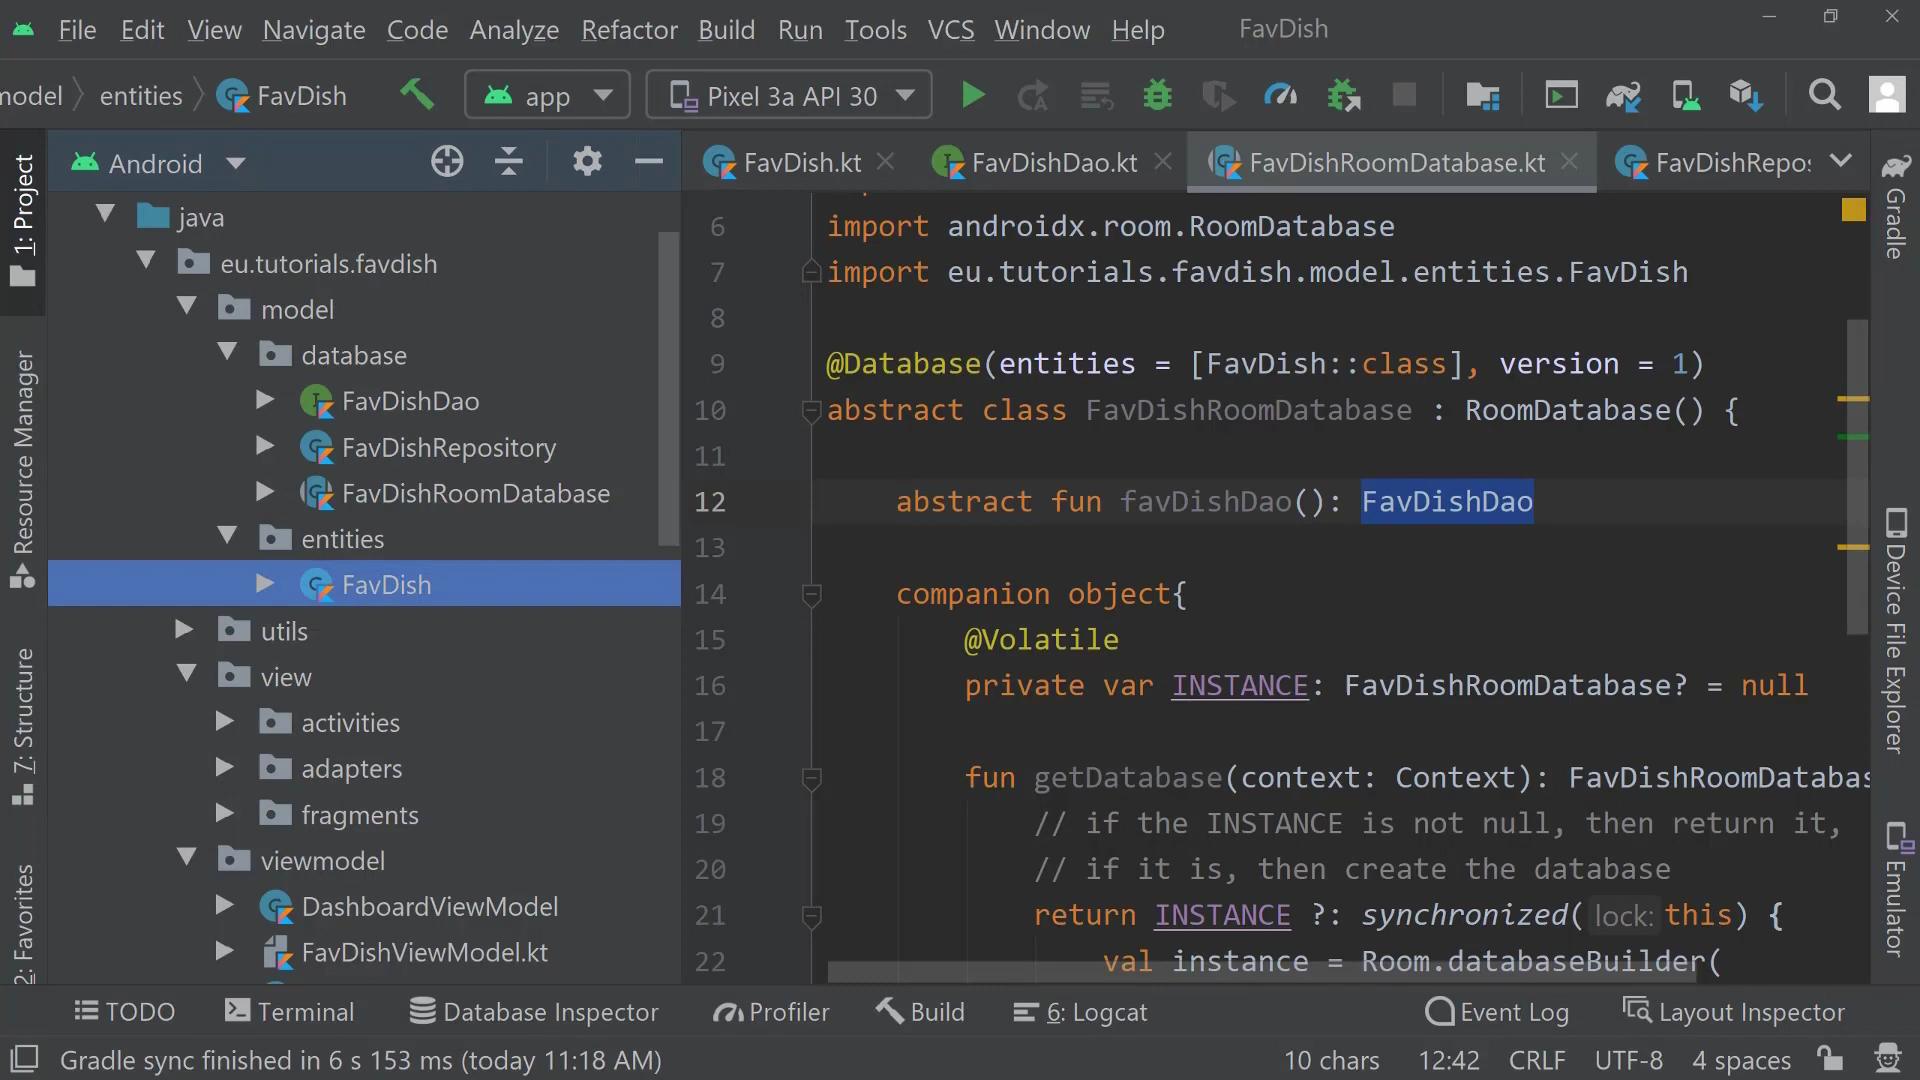 File Edit View Navigate Code Analyze Refactor Build Run Tools VCS Window Help FavDish
model entities FavDish app Pixel 3a API 30
Android
FavDish.kt FavDishDao.kt FavDishRoomDatabase.kt FavDishRepos
1: Project
Resource Manager
7: Structure
2: Favorites
java
eu.tutorials.favdish
model
database
FavDishDao
FavDishRepository
FavDishRoomDatabase
entities
FavDish
utils
view
activities
adapters
fragments
viewmodel
DashboardViewModel
FavDishViewModel.kt
6 import androidx.room.RoomDatabase
7 import eu.tutorials.favdish.model.entities.FavDish
8
9 @Database(entities = [FavDish::class], version = 1)
10 abstract class FavDishRoomDatabase : RoomDatabase() {
11
12 abstract fun favDishDao(): FavDishDao
13
14 companion object{
15 @Volatile
16 private var INSTANCE: FavDishRoomDatabase? = null
17
18 fun getDatabase(context: Context): FavDishRoomDatabas
19 // if the INSTANCE is not null, then return it,
20 // if it is, then create the database
21 return INSTANCE ?: synchronized( lock: this) {
22 val instance = Room.databaseBuilder(
Gradle
Device File Explorer
Emulator
TODO Terminal Database Inspector Profiler Build 6: Logcat Event Log Layout Inspector
Gradle sync finished in 6 s 153 ms (today 11:18 AM) 10 chars 12:42 CRLF UTF-8 4 spaces